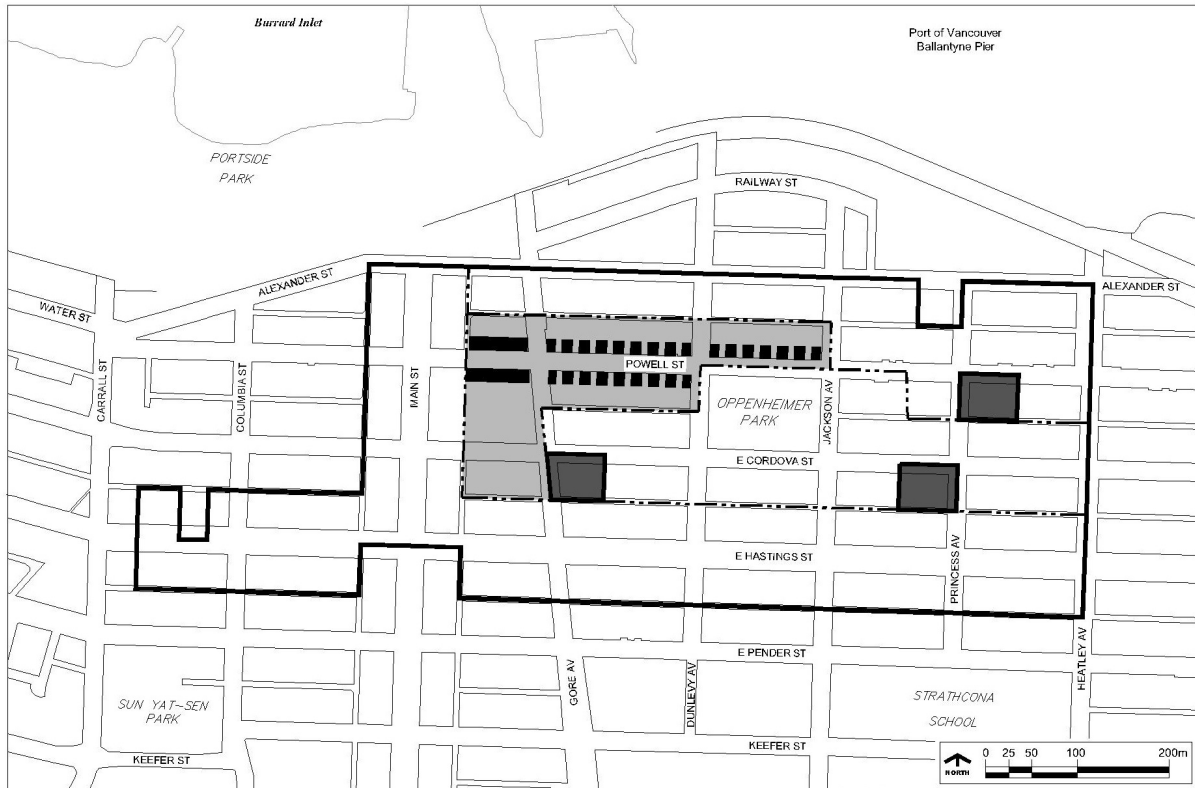 Burrard Inlet
Port of Vancouver
Ballantyne Pier
PORTSIDE
PARK
RAILWAY ST
ALEXANDER ST
ALEXANDER ST
WATER ST
CARRALL ST
COLUMBIA ST
MAIN ST
POWELL ST
OPPENHEIMER
PARK
JACKSON AV
E CORDOVA ST
E HASTINGS ST
PRINCESS AV
E PENDER ST
HEATLEY AV
GORE AV
DUNLEVY AV
SUN YAT-SEN
PARK
STRATHCONA
SCHOOL
KEEFER ST
KEEFER ST
NORTH
0 25 50 100 200m